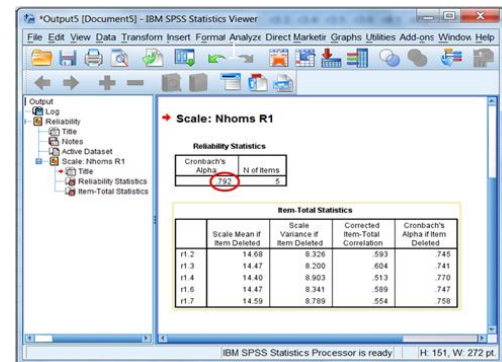 *Output5 [Document5] - IBM SPSS Statistics Viewer
File Edit View Data Transform Insert Format Analyze Direct Marketin Graphs Utilities Add-ons Window Help
Output
Log
Reliability
Title
Notes
Active Dataset
Scale: Nhoms R1
Title
Reliability Statistics
Item-Total Statistics
Scale: Nhoms R1
Reliability Statistics
Cronbach's Alpha N of Items
.792 5
Item-Total Statistics
Scale Mean if Item Deleted Scale Variance if Item Deleted Corrected Item-Total Correlation Cronbach's Alpha if Item Deleted
r1.2 14.68 8.326 .593 .745
r1.3 14.47 8.200 .604 .741
r1.4 14.40 8.903 .513 .770
r1.6 14.47 8.341 .589 .747
r1.7 14.59 8.789 .554 .758
IBM SPSS Statistics Processor is ready H: 151, W: 272 pt.